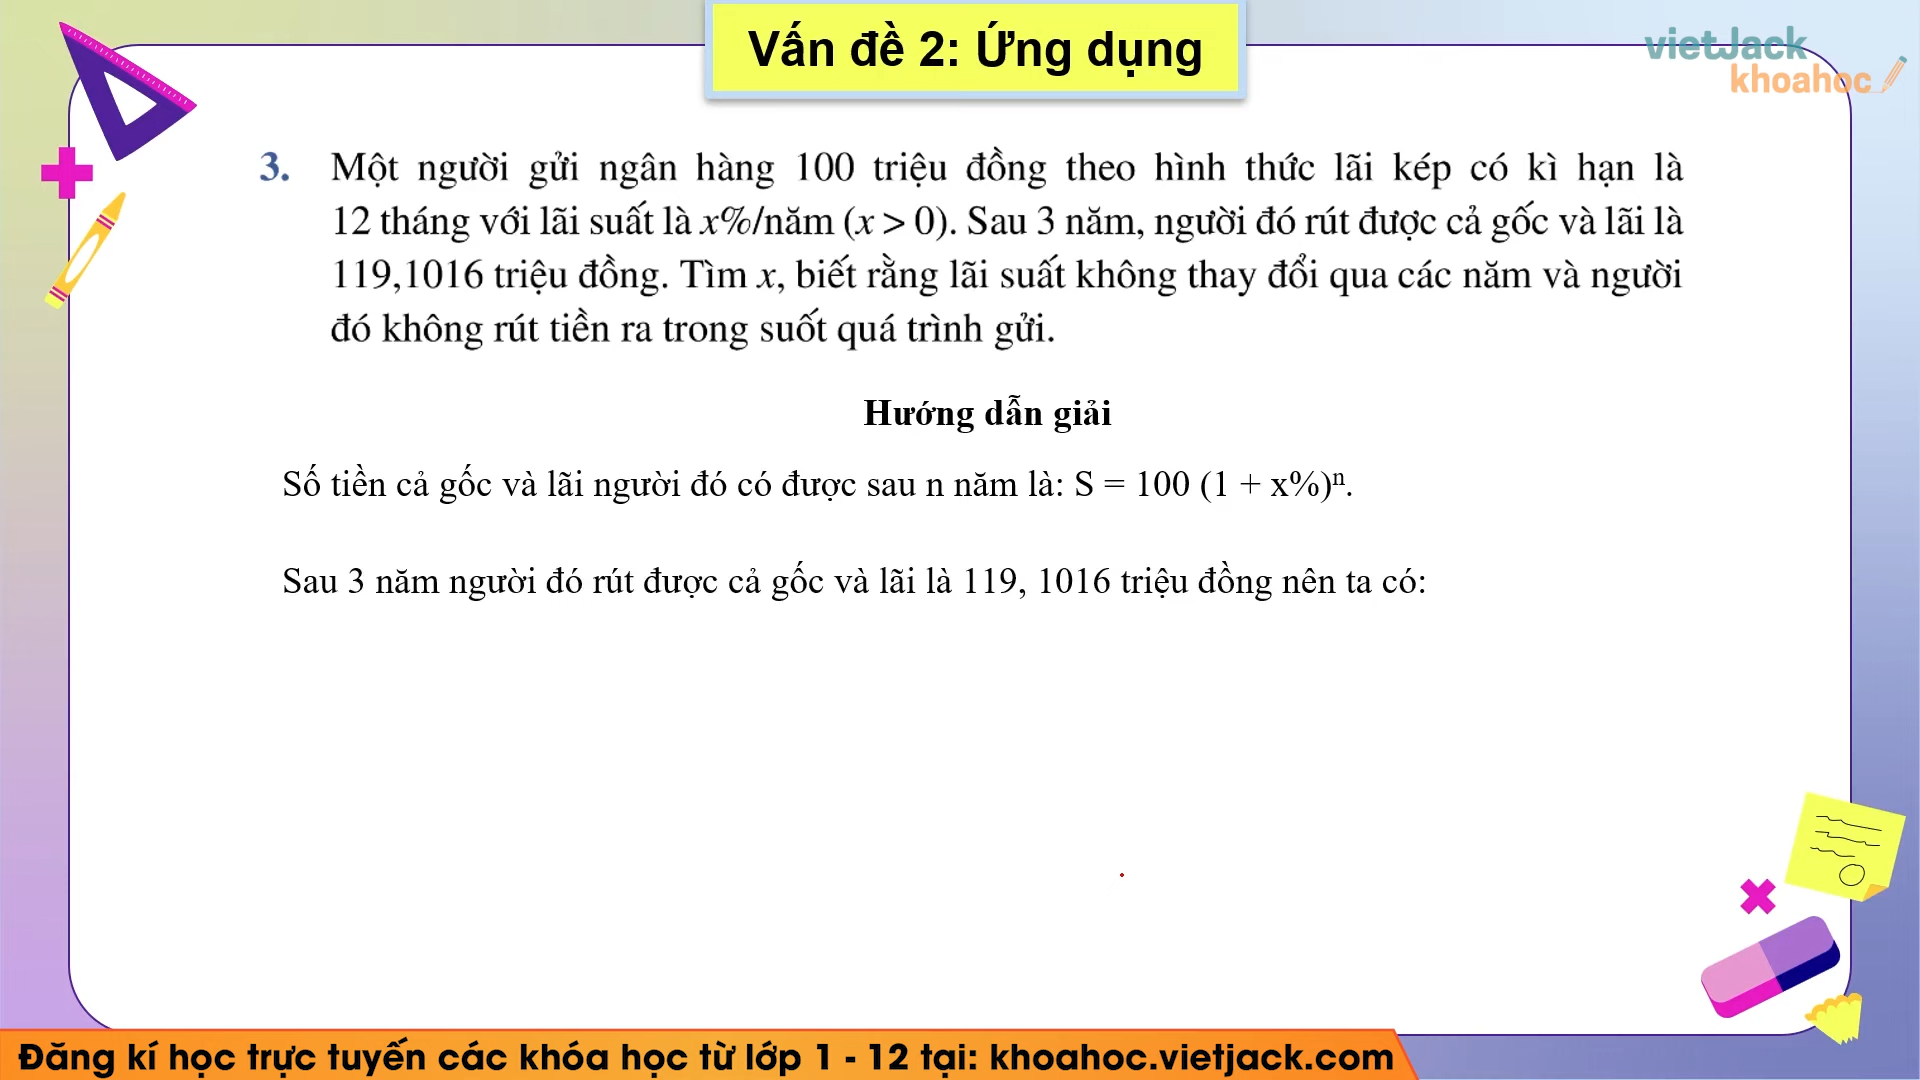 Vấn đề 2: Ứng dụng
vietJack
khoahoc
3. Một người gửi ngân hàng 100 triệu đồng theo hình thức lãi kép có kì hạn là
12 tháng với lãi suất là x%/năm (x > 0). Sau 3 năm, người đó rút được cả gốc và lãi là
119,1016 triệu đồng. Tìm x, biết rằng lãi suất không thay đổi qua các năm và người
đó không rút tiền ra trong suốt quá trình gửi.
Hướng dẫn giải
Số tiền cả gốc và lãi người đó có được sau n năm là: S = 100 (1 + x%)ⁿ.
Sau 3 năm người đó rút được cả gốc và lãi là 119, 1016 triệu đồng nên ta có:
Đăng kí học trực tuyến các khóa học từ lớp 1 - 12 tại: khoahoc.vietjack.com